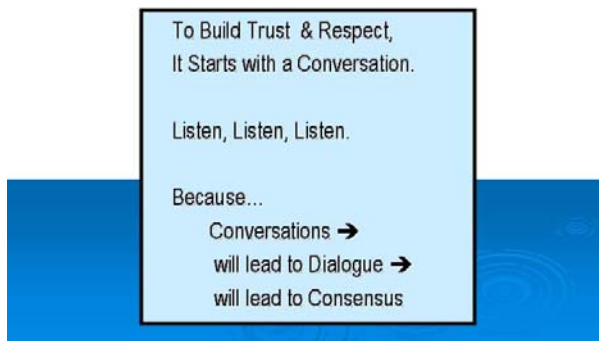 To Build Trust & Respect,
It Starts with a Conversation.
Listen, Listen, Listen.
Because...
Conversations ➔
will lead to Dialogue ➔
will lead to Consensus